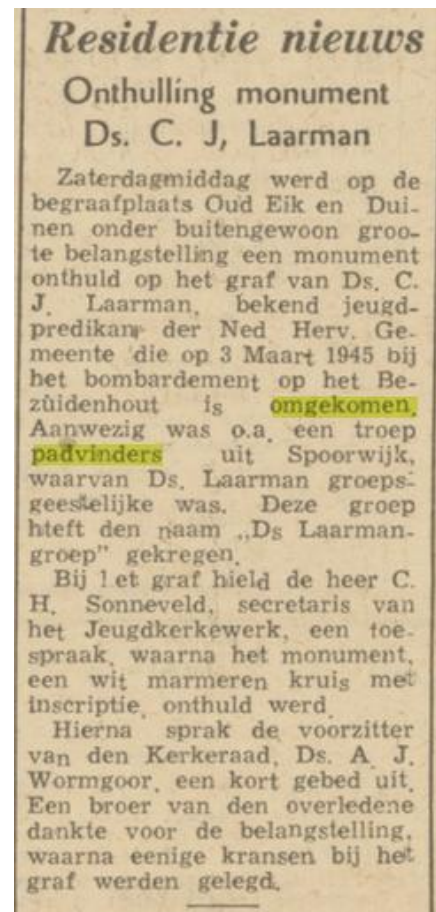 Residentie nieuws
Onthulling monument
Ds. C. J, Laarman
Zaterdagmiddag werd op de
begraafplaats Oud Eik en Dui-
nen onder buitengewoon groo-
te belangstelling een monument
onthuld op het graf van Ds. C.
J. Laarman, bekend jeugd-
predikant der Ned Herv. Ge-
meente die op 3 Maart 1945 bij
het bombardement op het Be-
zuidenhout is omgekomen.
Aanwezig was o.a. een troep
padvinders uit Spoorwijk,
waarvan Ds. Laarman groeps-
geestelijke was. Deze groep
hteft den naam „Ds Laarman-
groep” gekregen.
Bij let graf hield de heer C.
H. Sonneveld, secretaris van
het Jeugdkerkewerk, een toe-
spraak, waarna het monument,
een wit marmeren kruis met
inscriptie, onthuld werd.
Hierna sprak de voorzitter
van den Kerkeraad, Ds. A. J.
Wormgoor, een kort gebed uit.
Een broer van den overledene
dankte voor de belangstelling,
waarna eenige kransen bij het
graf werden gelegd.